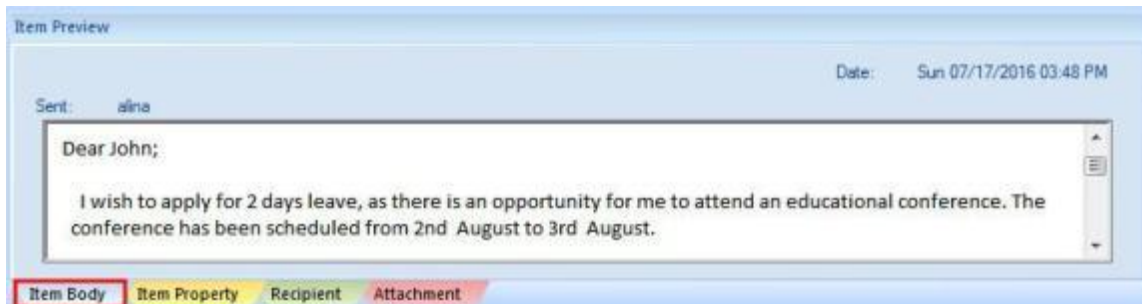 Item Preview
Date: Sun 07/17/2016 03:48 PM
Sent: alina
Dear John;
I wish to apply for 2 days leave, as there is an opportunity for me to attend an educational conference. The
conference has been scheduled from 2nd August to 3rd August.
Item Body Item Property Recipient Attachment